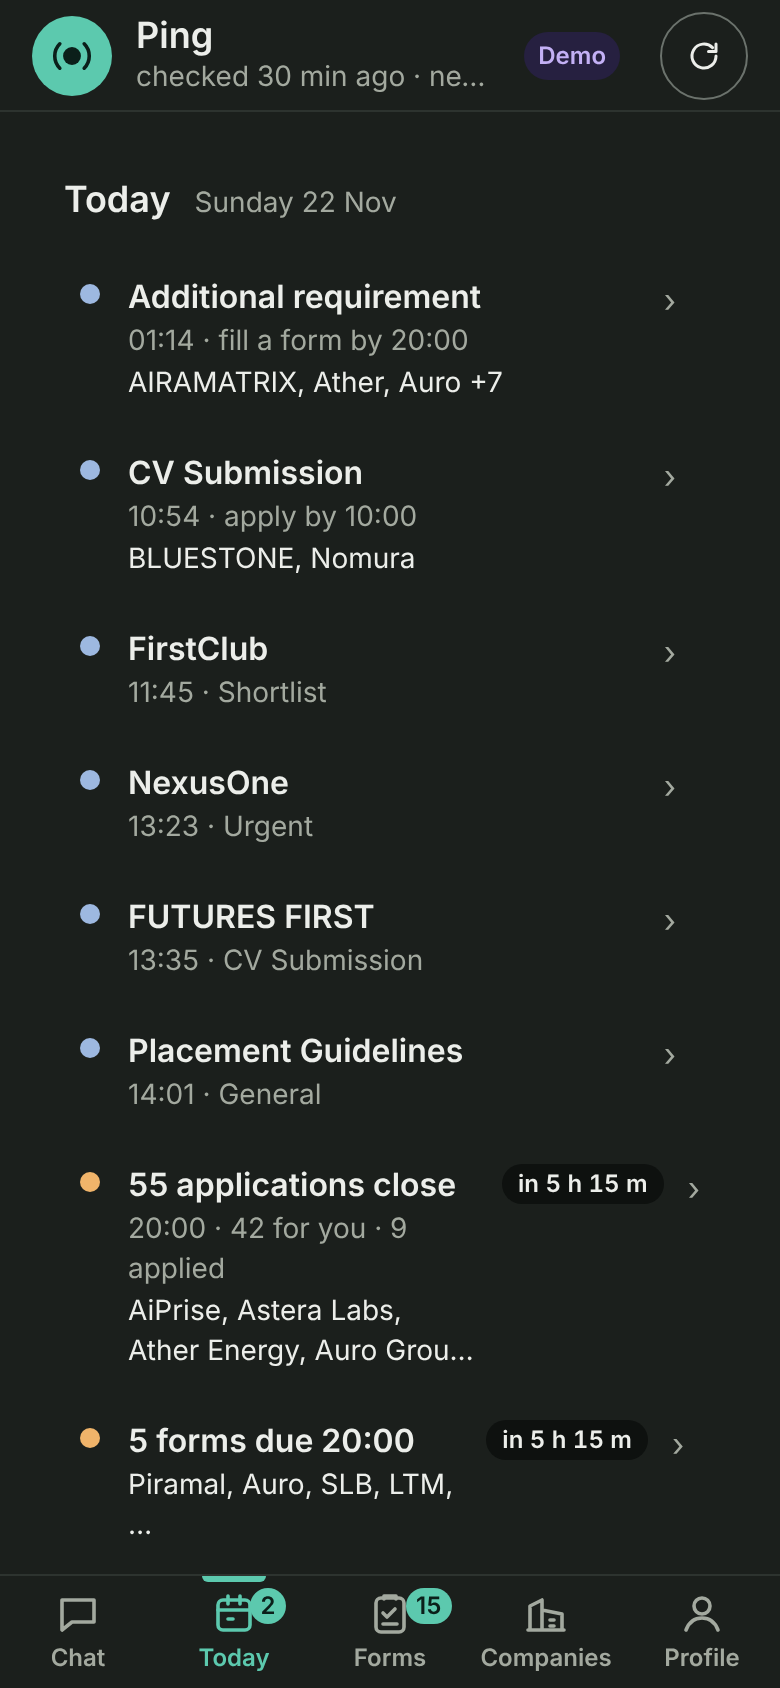 Ping
checked 30 min ago · ne...
Demo
Today Sunday 22 Nov
Additional requirement
01:14 · fill a form by 20:00
AIRAMATRIX, Ather, Auro +7
CV Submission
10:54 · apply by 10:00
BLUESTONE, Nomura
FirstClub
11:45 · Shortlist
NexusOne
13:23 · Urgent
FUTURES FIRST
13:35 · CV Submission
Placement Guidelines
14:01 · General
55 applications close in 5 h 15 m
20:00 · 42 for you · 9
applied
AiPrise, Astera Labs,
Ather Energy, Auro Grou...
5 forms due 20:00 in 5 h 15 m
Piramal, Auro, SLB, LTM,
...
2 15
Chat Today Forms Companies Profile